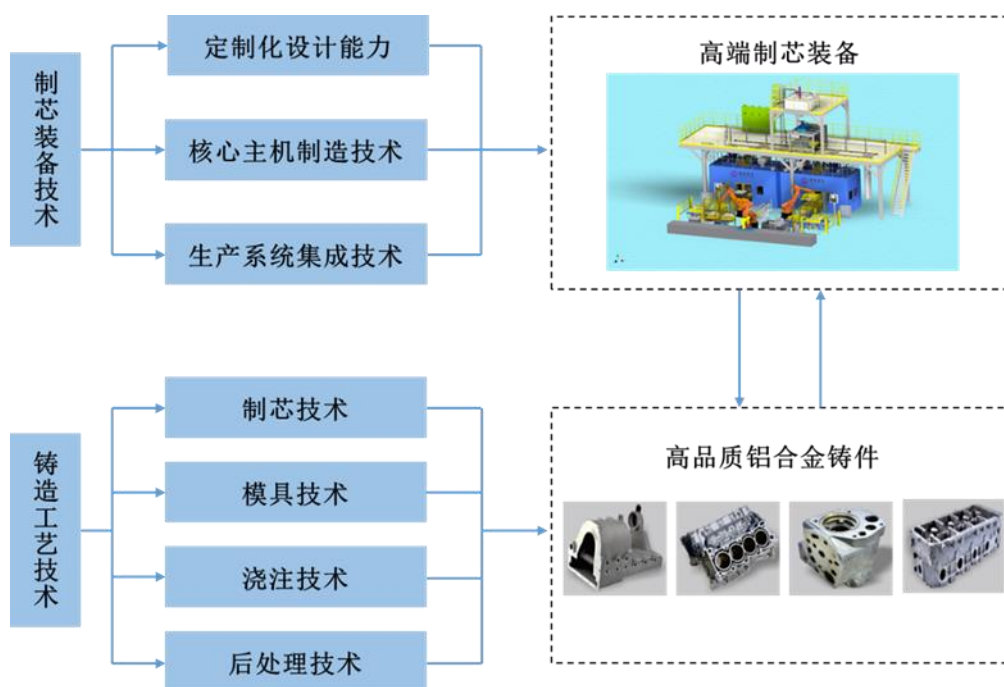 制芯装备技术
定制化设计能力
核心主机制造技术
生产系统集成技术
高端制芯装备
铸造工艺技术
制芯技术
模具技术
浇注技术
后处理技术
高品质铝合金铸件